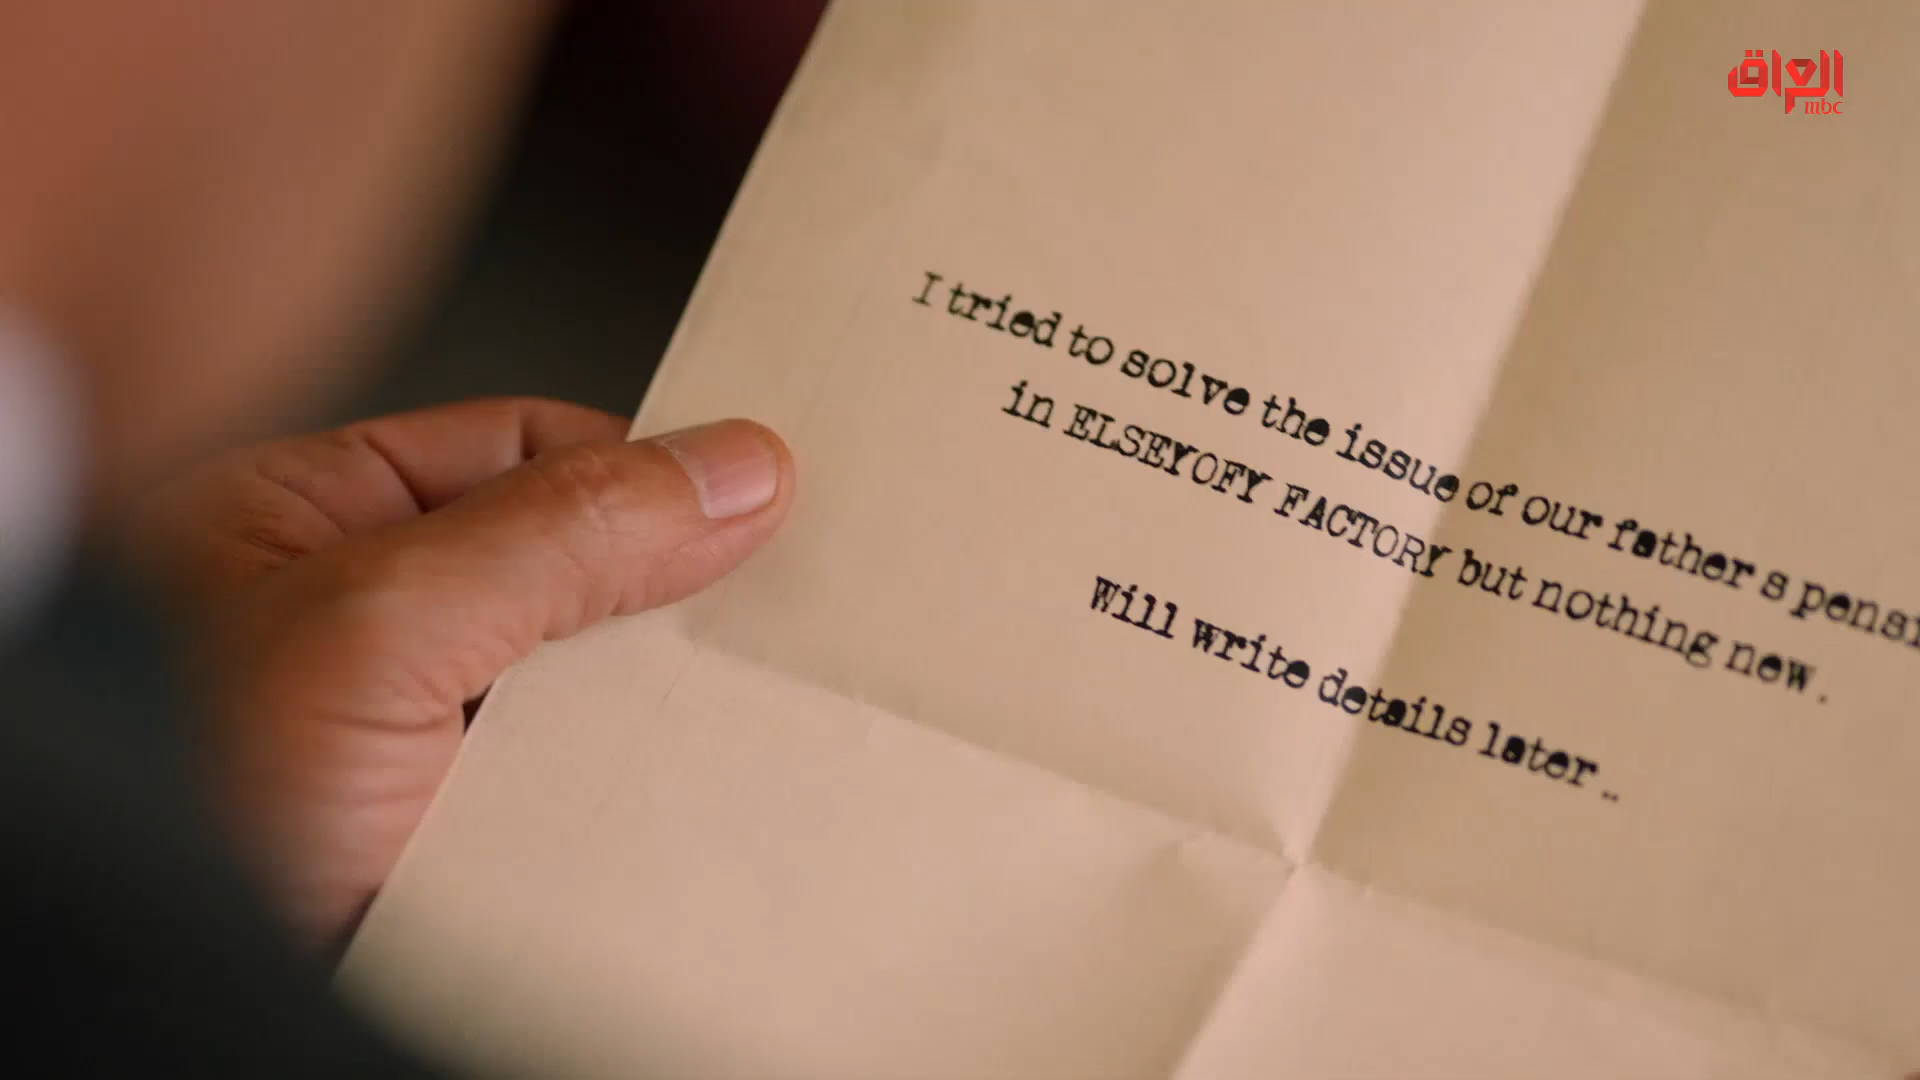 العراق
mbc
I tried to solve the issue of our father s pensi
in ELSEYOFY FACTORY but nothing new.
Will write details later..